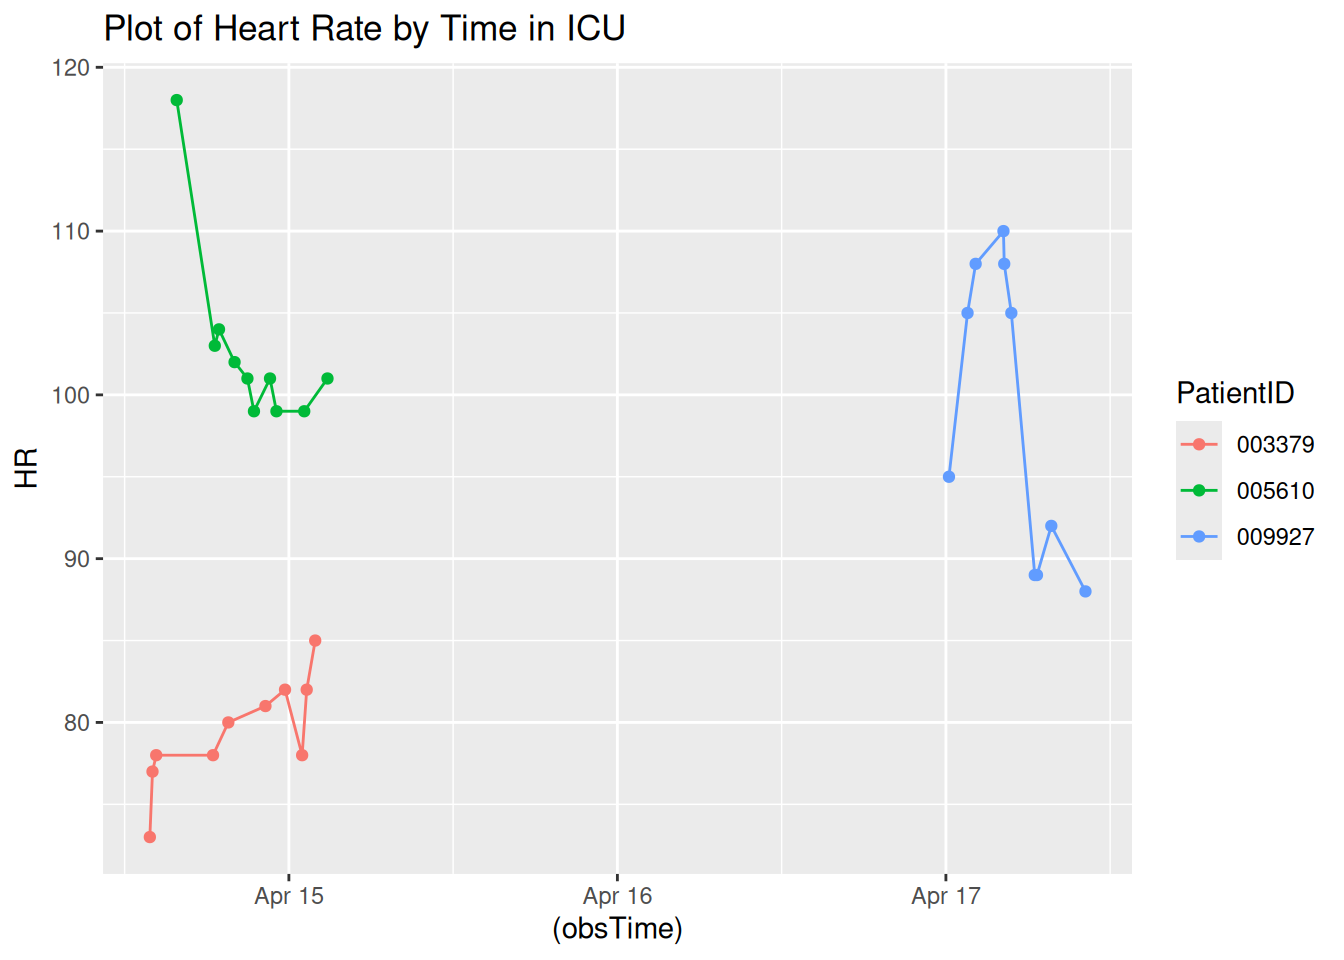 Plot of Heart Rate by Time in ICU
120
110
100
90
80
HR
Apr 15
Apr 16
Apr 17
(obsTime)
PatientID
003379
005610
009927